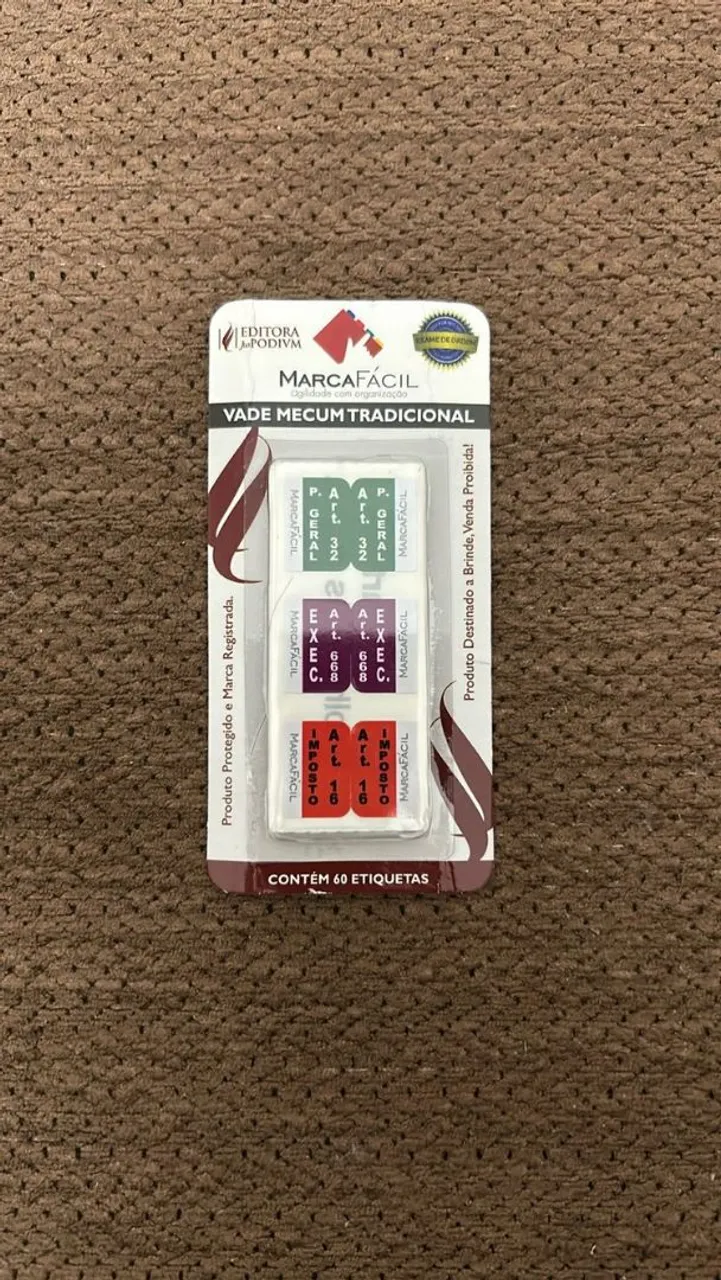 EDITORA
JusPODIVM
EXAME DE ORDEM
MARCAFÁCIL
agilidade com organização
VADE MECUM TRADICIONAL
Produto Protegido e Marca Registrada.
Produto Destinado a Brinde, Venda Proibida!
MARCAFÁCIL
P. GERAL
Art. 32
Art. 32
P. GERAL
MARCAFÁCIL
MARCAFÁCIL
EXEC.
Art. 668
Art. 668
EXEC.
MARCAFÁCIL
MARCAFÁCIL
IMPOSTO
Art. 16
Art. 16
IMPOSTO
MARCAFÁCIL
CONTÉM 60 ETIQUETAS